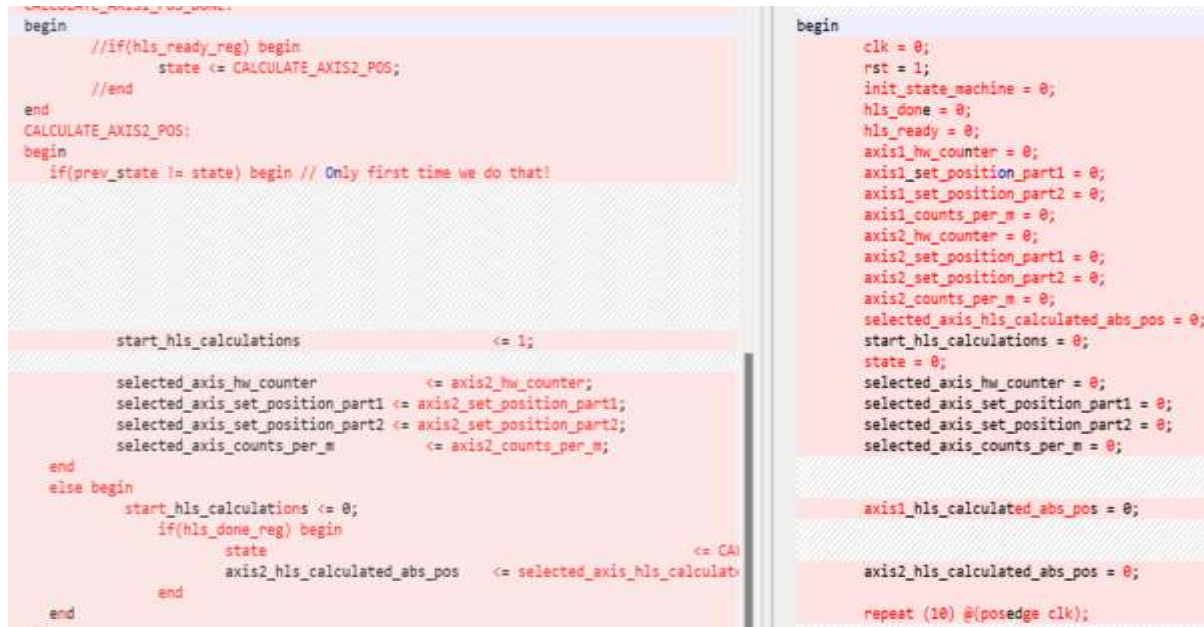 CALCULATE_AXIS1_POS_DONE:
begin
//if(hls_ready_reg) begin
state <= CALCULATE_AXIS2_POS;
//end
end
CALCULATE_AXIS2_POS:
begin
if(prev_state != state) begin // Only first time we do that!
start_hls_calculations <= 1;
selected_axis_hw_counter <= axis2_hw_counter;
selected_axis_set_position_part1 <= axis2_set_position_part1;
selected_axis_set_position_part2 <= axis2_set_position_part2;
selected_axis_counts_per_m <= axis2_counts_per_m;
end
else begin
start_hls_calculations <= 0;
if(hls_done_reg) begin
state <= CA
axis2_hls_calculated_abs_pos <= selected_axis_hls_calculat
end
end
begin
clk = 0;
rst = 1;
init_state_machine = 0;
hls_done = 0;
hls_ready = 0;
axis1_hw_counter = 0;
axis1_set_position_part1 = 0;
axis1_set_position_part2 = 0;
axis1_counts_per_m = 0;
axis2_hw_counter = 0;
axis2_set_position_part1 = 0;
axis2_set_position_part2 = 0;
axis2_counts_per_m = 0;
selected_axis_hls_calculated_abs_pos = 0;
start_hls_calculations = 0;
state = 0;
selected_axis_hw_counter = 0;
selected_axis_set_position_part1 = 0;
selected_axis_set_position_part2 = 0;
selected_axis_counts_per_m = 0;
axis1_hls_calculated_abs_pos = 0;
axis2_hls_calculated_abs_pos = 0;
repeat (10) @(posedge clk);